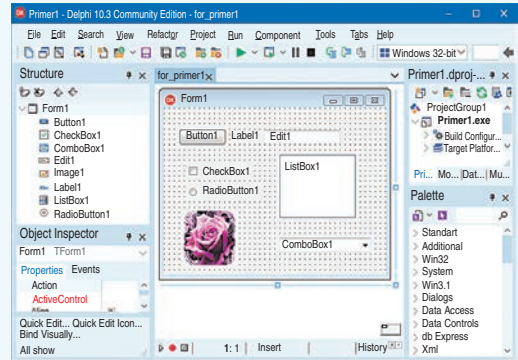 Primer1 - Delphi 10.3 Community Edition - for_primer1
File Edit Search View Refactor Project Run Component Tools Tabs Help
Windows 32-bit
Structure
Form1
Button1
CheckBox1
ComboBox1
Edit1
Image1
Label1
ListBox1
RadioButton1
Object Inspector
Form1 TForm1
Properties Events
Action
ActiveControl
Quick Edit... Quick Edit Icon...
Bind Visually...
All show
for_primer1
Form1
Button1 Label1 Edit1
CheckBox1
RadioButton1
ListBox1
ComboBox1
1: 1 Insert History
Primer1.dproj-...
ProjectGroup1
Primer1.exe
Build Configur...
Target Platfor...
Pri... Mo... Dat... Mu...
Palette
Standart
Additional
Win32
System
Win3.1
Dialogs
Data Access
Data Controls
db Express
Xml